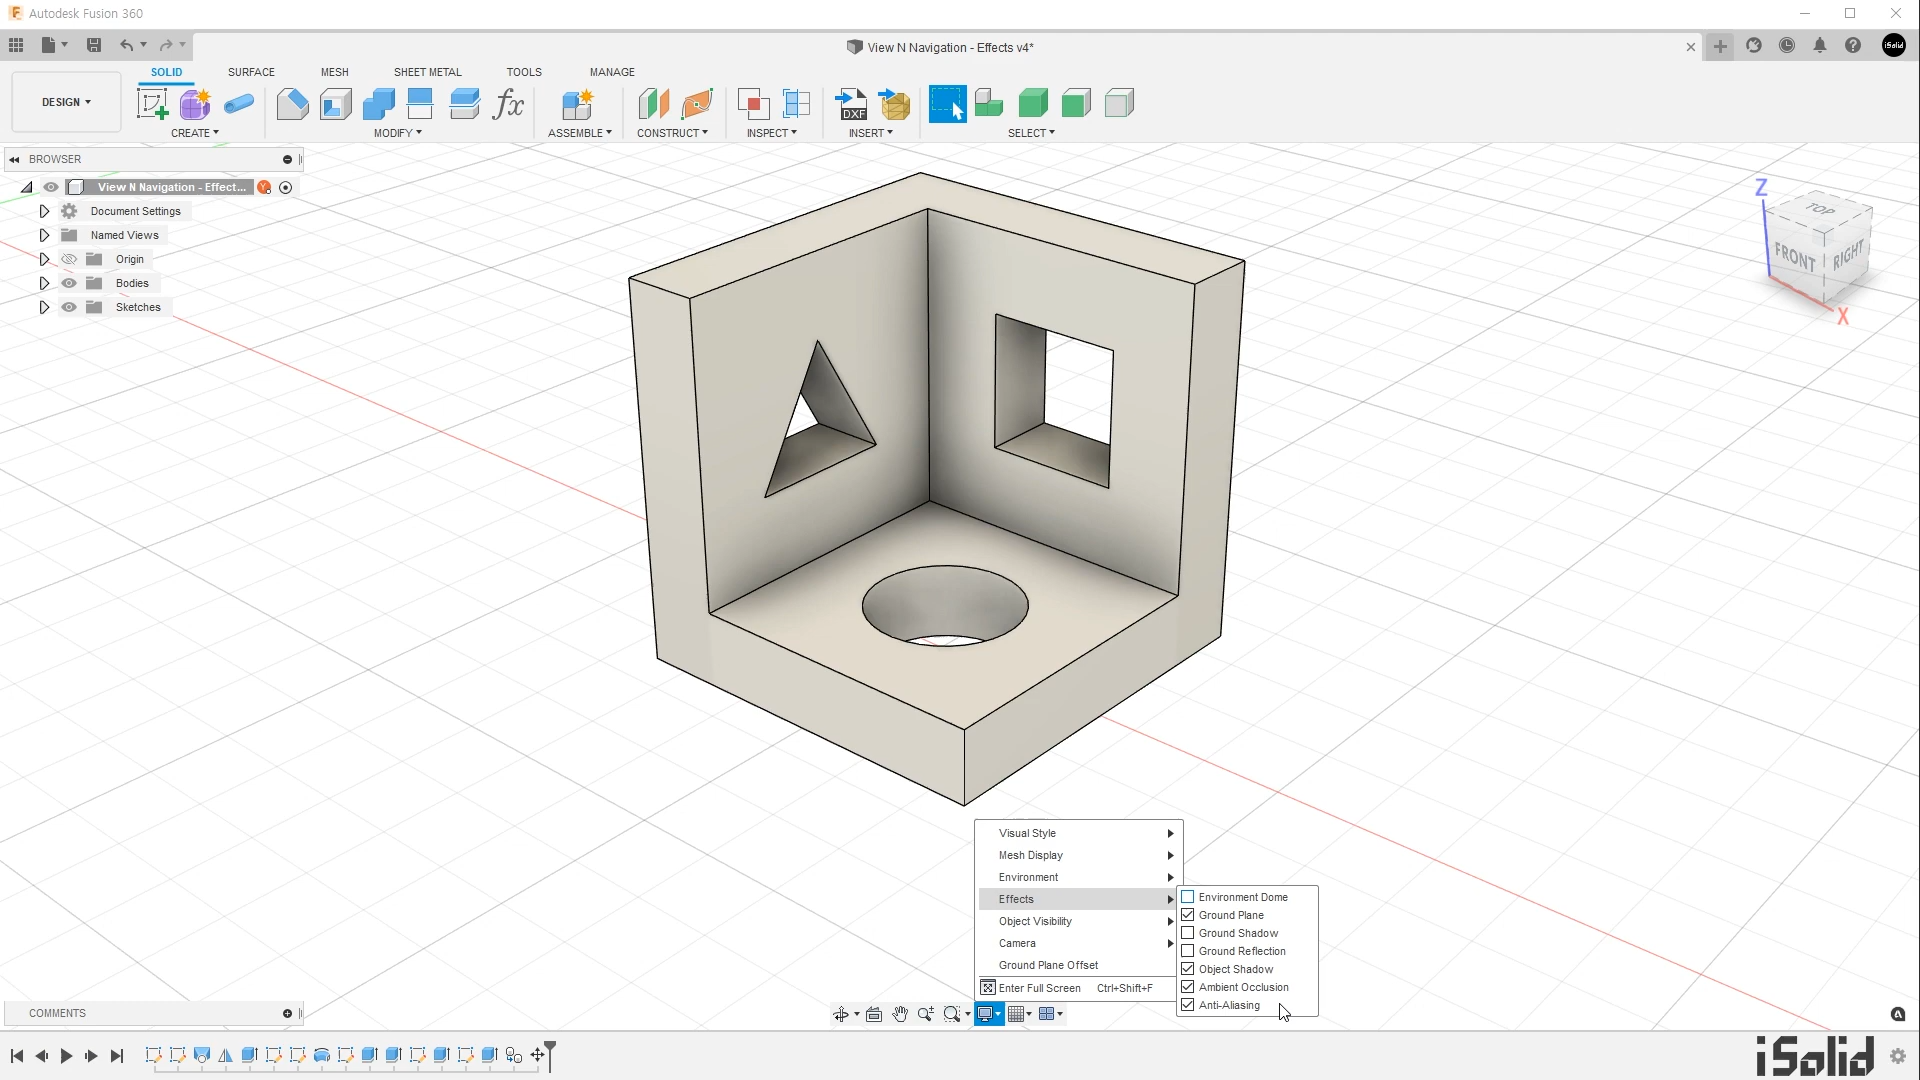 Autodesk Fusion 360
View N Navigation - Effects v4*
iSolid
SOLID SURFACE MESH SHEET METAL TOOLS MANAGE
DESIGN
fx
DXF
CREATE MODIFY ASSEMBLE CONSTRUCT INSPECT INSERT SELECT
BROWSER
View N Navigation - Effect...
Document Settings
Named Views
Origin
Bodies
Sketches
Z
TOP
FRONT RIGHT
X
Visual Style
Mesh Display
Environment
Effects
Object Visibility
Camera
Ground Plane Offset
Enter Full Screen Ctrl+Shift+F
Environment Dome
Ground Plane
Ground Shadow
Ground Reflection
Object Shadow
Ambient Occlusion
Anti-Aliasing
COMMENTS
iSolid